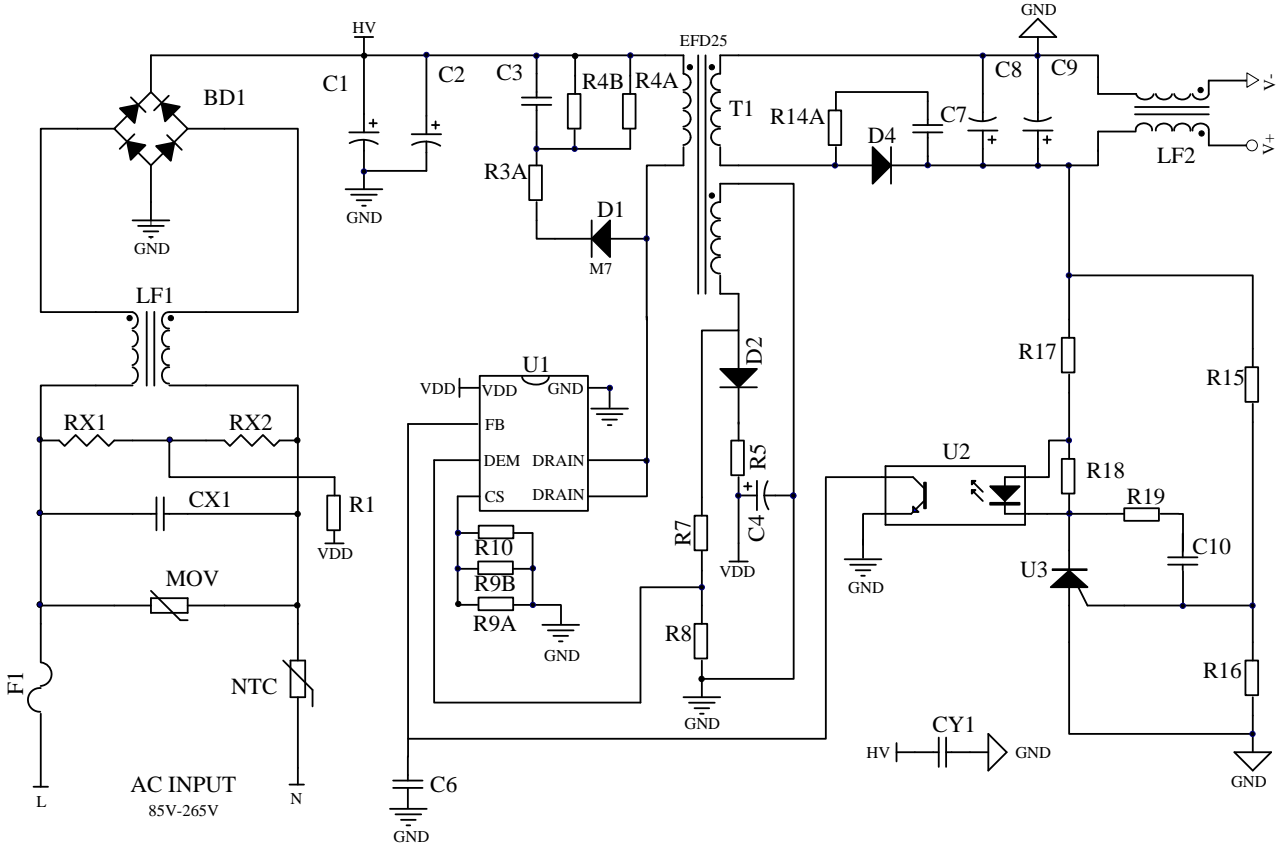 HV
GND
EFD25
BD1
C1
C2
C3
R4B
R4A
T1
R14A
D4
C7
C8
C9
LF2
V-
V+
GND
GND
R3A
D1
M7
LF1
U1
VDD
VDD
GND
FB
DEM
DRAIN
CS
DRAIN
D2
R17
R15
RX1
RX2
CX1
R1
VDD
R5
C4
VDD
R7
U2
R18
R19
C10
U3
GND
R10
R9B
R9A
GND
MOV
R8
GND
R16
F1
NTC
CY1
HV
GND
GND
L
N
AC INPUT
85V-265V
C6
GND